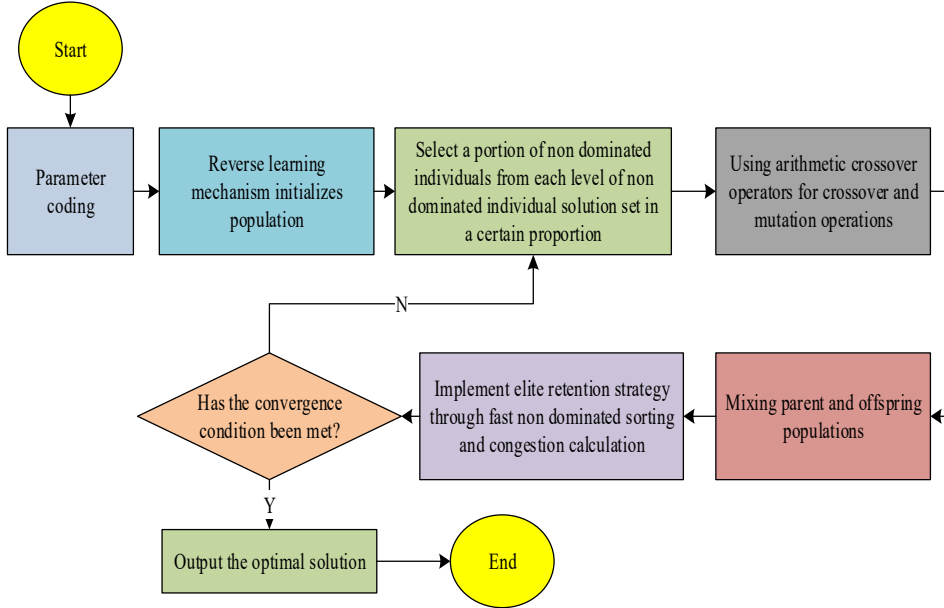 Start
Parameter
coding
Reverse learning
mechanism initializes
population
Select a portion of non dominated
individuals from each level of non
dominated individual solution set in
a certain proportion
Using arithmetic crossover
operators for crossover and
mutation operations
N
Has the convergence
condition been met?
Implement elite retention strategy
through fast non dominated sorting
and congestion calculation
Mixing parent and offspring
populations
Y
Output the optimal solution
End